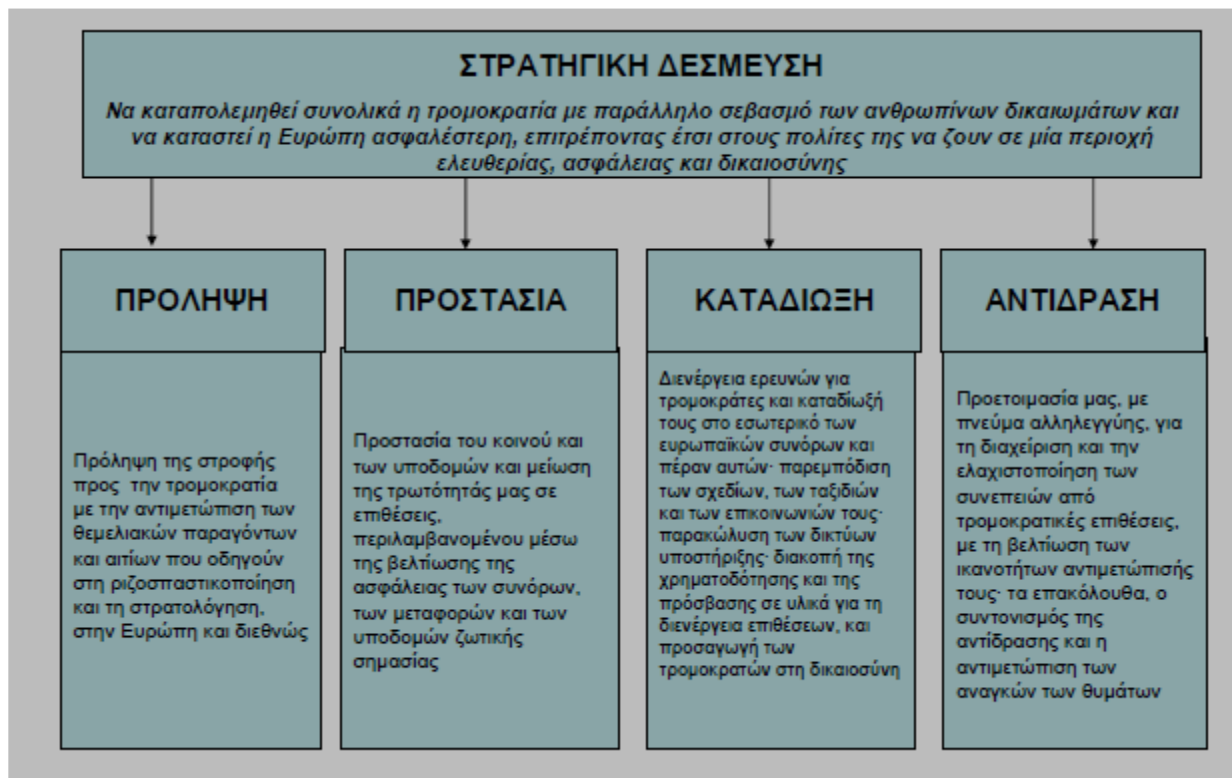 ΣΤΡΑΤΗΓΙΚΗ ΔΕΣΜΕΥΣΗ
Να καταπολεμηθεί συνολικά η τρομοκρατία με παράλληλο σεβασμό των ανθρωπίνων δικαιωμάτων και
να καταστεί η Ευρώπη ασφαλέστερη, επιτρέποντας έτσι στους πολίτες της να ζουν σε μία περιοχή
ελευθερίας, ασφάλειας και δικαιοσύνης
ΠΡΟΛΗΨΗ
Πρόληψη της στροφής
προς την τρομοκρατία
με την αντιμετώπιση των
θεμελιακών παραγόντων
και αιτίων που οδηγούν
στη ριζοσπαστικοποίηση
και τη στρατολόγηση,
στην Ευρώπη και διεθνώς
ΠΡΟΣΤΑΣΙΑ
Προστασία του κοινού και
των υποδομών και μείωση
της τρωτότητάς μας σε
επιθέσεις,
περιλαμβανομένου μέσω
της βελτίωσης της
ασφάλειας των συνόρων,
των μεταφορών και των
υποδομών ζωτικής
σημασίας
ΚΑΤΑΔΙΩΞΗ
Διενέργεια ερευνών για
τρομοκράτες και καταδίωξή
τους στο εσωτερικό των
ευρωπαϊκών συνόρων και
πέραν αυτών· παρεμπόδιση
των σχεδίων, των ταξιδιών
και των επικοινωνιών τους·
παρακώλυση των δικτύων
υποστήριξης· διακοπή της
χρηματοδότησης και της
πρόσβασης σε υλικά για τη
διενέργεια επιθέσεων, και
προσαγωγή των
τρομοκρατών στη δικαιοσύνη
ΑΝΤΙΔΡΑΣΗ
Προετοιμασία μας, με
πνεύμα αλληλεγγύης, για
τη διαχείριση και την
ελαχιστοποίηση των
συνεπειών από
τρομοκρατικές επιθέσεις,
με τη βελτίωση των
ικανοτήτων αντιμετώπισής
τους· τα επακόλουθα, ο
συντονισμός της
αντίδρασης και η
αντιμετώπιση των
αναγκών των θυμάτων